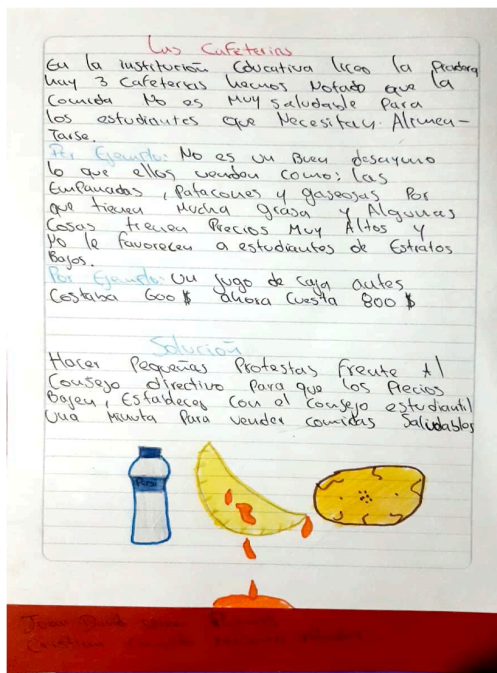 Las Cafeterias
En la institución Educativa liceo la Pradera
hay 3 Cafeterias hemos Notado que la
Comida No es Muy saludable Para
los estudiantes que Necesitan Alimen-
Tarse.
Por Ejemplo: No es un Buen desayuno
lo que ellos venden como: las
Empanadas, Patacones y gaseosas Por
que tienen Mucha grasa y Algunas
Cosas tienen Precios Muy Altos y
No le favorecen a estudiantes de Estratos
Bajos.
Por Ejemplo: Un jugo de caja antes
Costaba 600$ ahora Cuesta 800$
Solución
Hacer Pequeñas Protestas Frente Al
Consejo directivo Para que los Precios
Bajen, Establecer Con el Consejo estudiantil
Una Minuta Para vender comidas Saludables
Juan David
Cristian